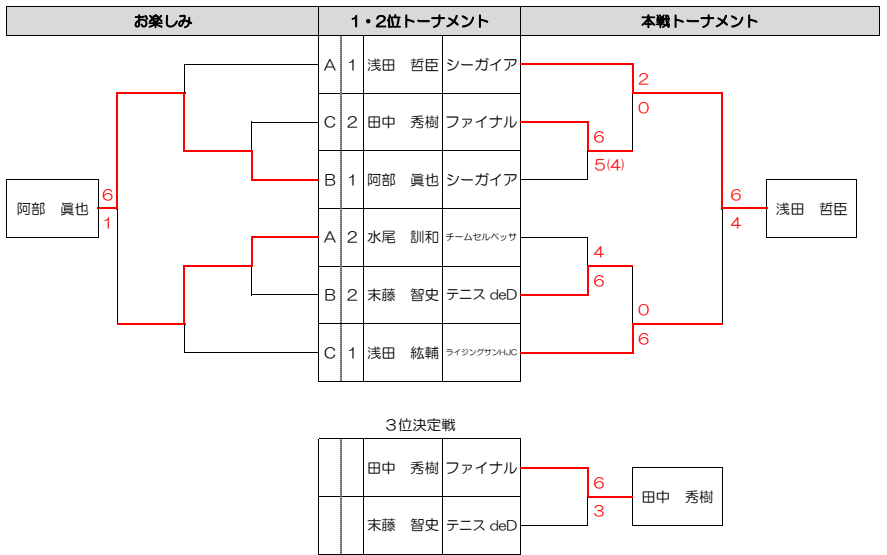 お楽しみ 1・2位トーナメント 本戦トーナメント
A 1 浅田 哲臣 シーガイア
2
0
C 2 田中 秀樹 ファイナル
6
5(4)
B 1 阿部 眞也 シーガイア
阿部 眞也 6 1
6 4 浅田 哲臣
A 2 水尾 訓和 チームセルベッサ
4
6
B 2 末藤 智史 テニス deD
0
6
C 1 浅田 紘輔 ライジングサンHJC
3位決定戦
田中 秀樹 ファイナル
6
3
田中 秀樹
末藤 智史 テニス deD